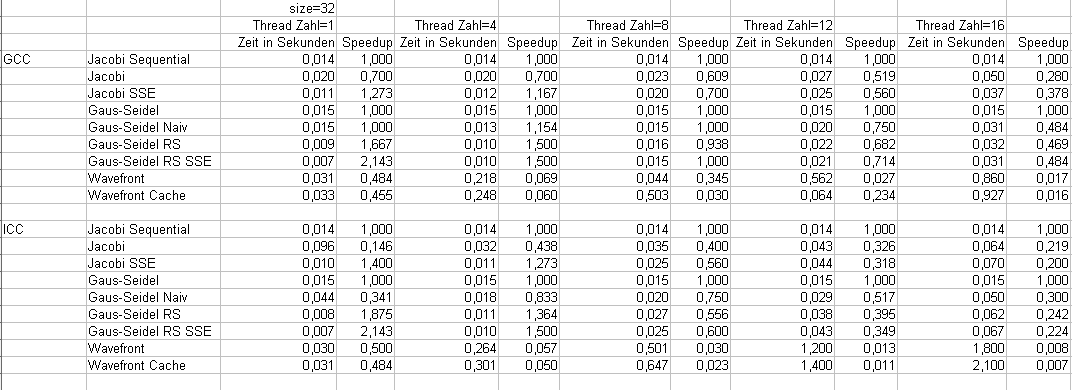 size=32
Thread Zahl=1 Thread Zahl=4 Thread Zahl=8 Thread Zahl=12 Thread Zahl=16
Zeit in Sekunden Speedup Zeit in Sekunden Speedup Zeit in Sekunden Speedup Zeit in Sekunden Speedup Zeit in Sekunden Speedup
GCC Jacobi Sequential 0,014 1,000 0,014 1,000 0,014 1,000 0,014 1,000 0,014 1,000
Jacobi 0,020 0,700 0,020 0,700 0,023 0,609 0,027 0,519 0,050 0,280
Jacobi SSE 0,011 1,273 0,012 1,167 0,020 0,700 0,025 0,560 0,037 0,378
Gaus-Seidel 0,015 1,000 0,015 1,000 0,015 1,000 0,015 1,000 0,015 1,000
Gaus-Seidel Naiv 0,015 1,000 0,013 1,154 0,015 1,000 0,020 0,750 0,031 0,484
Gaus-Seidel RS 0,009 1,667 0,010 1,500 0,016 0,938 0,022 0,682 0,032 0,469
Gaus-Seidel RS SSE 0,007 2,143 0,010 1,500 0,015 1,000 0,021 0,714 0,031 0,484
Wavefront 0,031 0,484 0,218 0,069 0,044 0,345 0,562 0,027 0,860 0,017
Wavefront Cache 0,033 0,455 0,248 0,060 0,503 0,030 0,064 0,234 0,927 0,016
ICC Jacobi Sequential 0,014 1,000 0,014 1,000 0,014 1,000 0,014 1,000 0,014 1,000
Jacobi 0,096 0,146 0,032 0,438 0,035 0,400 0,043 0,326 0,064 0,219
Jacobi SSE 0,010 1,400 0,011 1,273 0,025 0,560 0,044 0,318 0,070 0,200
Gaus-Seidel 0,015 1,000 0,015 1,000 0,015 1,000 0,015 1,000 0,015 1,000
Gaus-Seidel Naiv 0,044 0,341 0,018 0,833 0,020 0,750 0,029 0,517 0,050 0,300
Gaus-Seidel RS 0,008 1,875 0,011 1,364 0,027 0,556 0,038 0,395 0,062 0,242
Gaus-Seidel RS SSE 0,007 2,143 0,010 1,500 0,025 0,600 0,043 0,349 0,067 0,224
Wavefront 0,030 0,500 0,264 0,057 0,501 0,030 1,200 0,013 1,800 0,008
Wavefront Cache 0,031 0,484 0,301 0,050 0,647 0,023 1,400 0,011 2,100 0,007